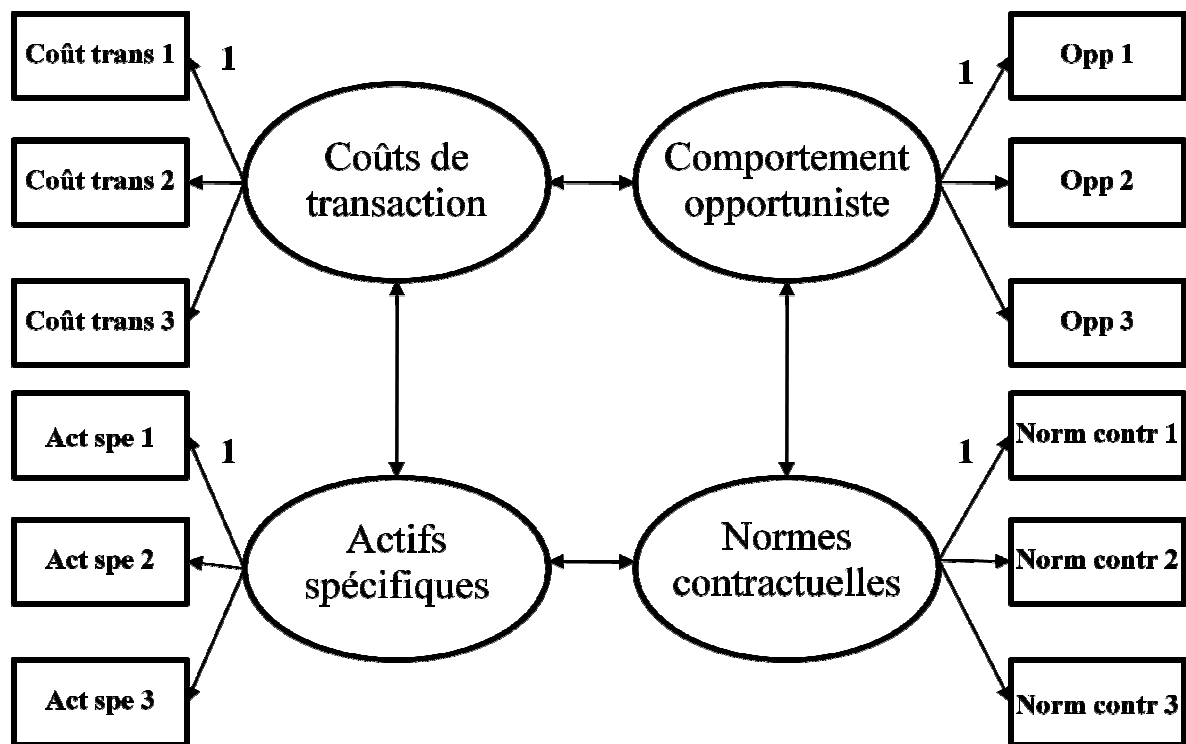 Coût trans 1
1
Coût trans 2
Coût trans 3
Coûts de
transaction
Comportement
opportuniste
1
Opp 1
Opp 2
Opp 3
Act spe 1
1
Act spe 2
Act spe 3
Actifs
spécifiques
Normes
contractuelles
1
Norm contr 1
Norm contr 2
Norm contr 3